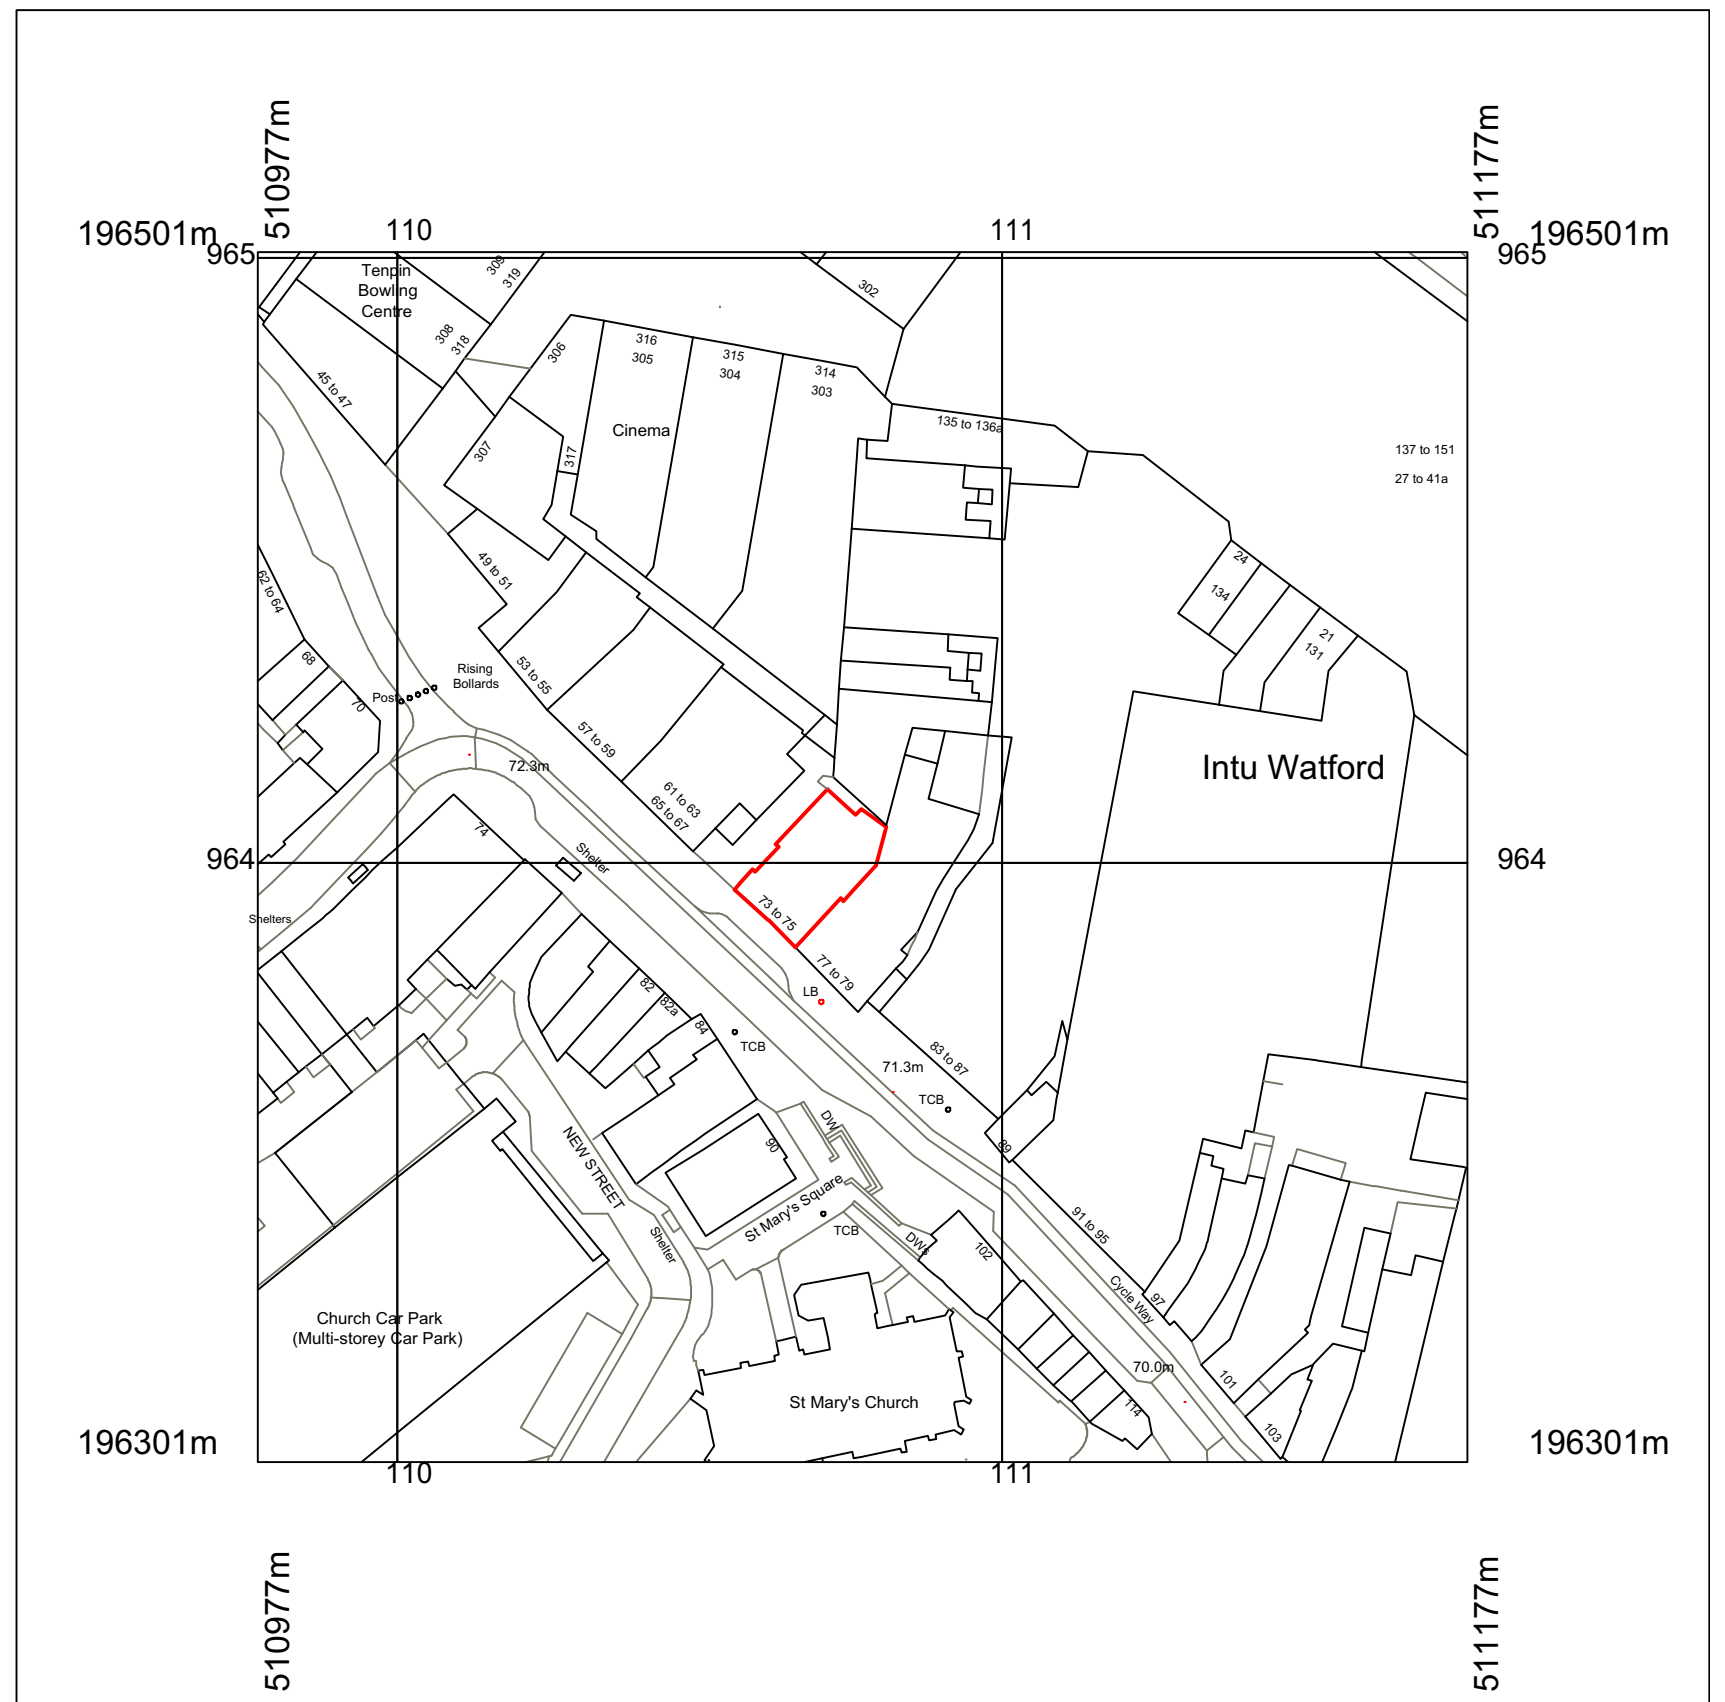 510977m
511177m
196501m
110
111
196501m
965
965
Tenpin
Bowling
Centre
309
319
302
308
318
306
316
305
315
304
314
303
45 to 47
Cinema
135 to 136a
307
317
137 to 151
27 to 41a
49 to 51
24
134
62 to 64
21
131
68
53 to 55
Rising
Bollards
Post
70
57 to 59
72.3m
Intu Watford
61 to 63
65 to 67
74
Shelter
964
964
Shelters
73 to 75
77 to 79
82
82a
84
LB
TCB
83 to 87
71.3m
TCB
89
DW
90
NEW STREET
St Mary's Square
TCB
Shelter
DWs
102
91 to 95
Cycle Way
97
Church Car Park
(Multi-storey Car Park)
70.0m
101
St Mary's Church
114
103
196301m
110
111
196301m
510977m
511177m